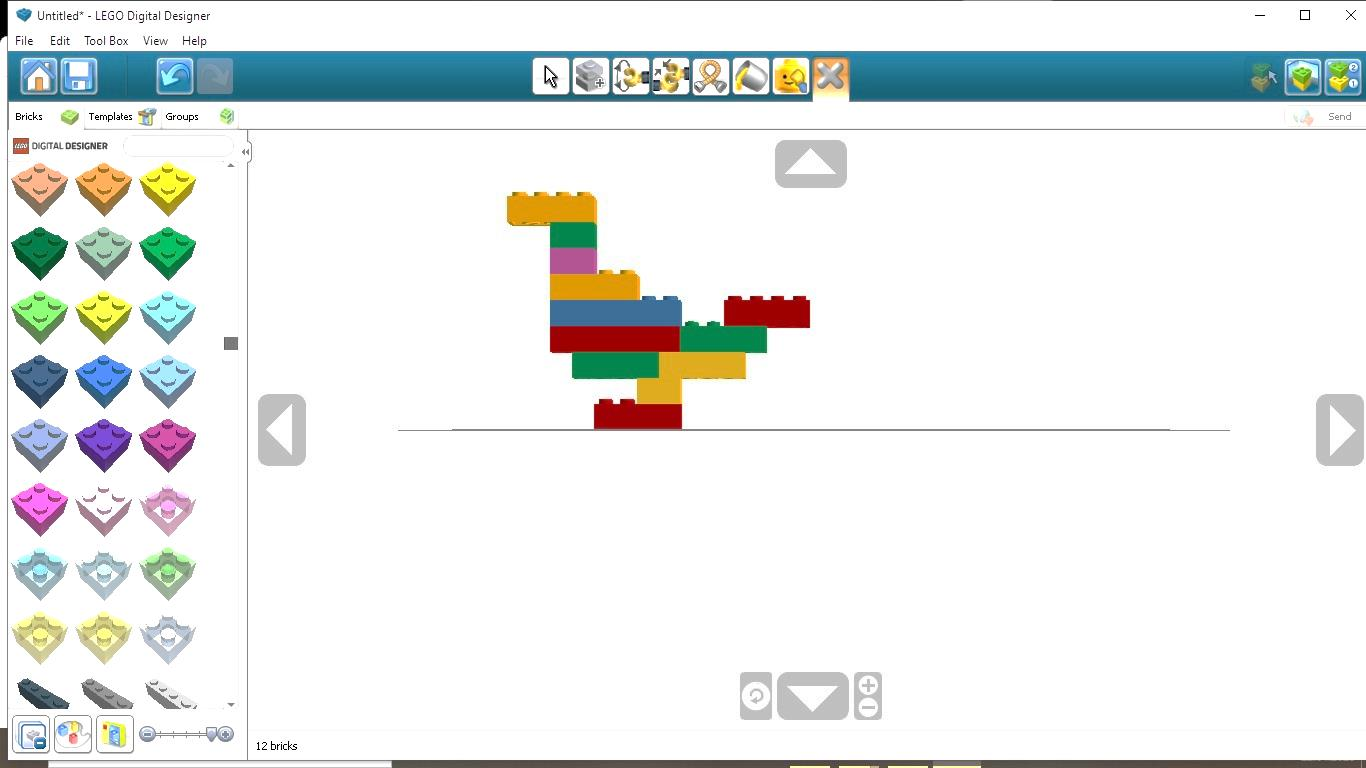 Untitled* - LEGO Digital Designer
File Edit Tool Box View Help
Bricks Templates Groups Send
LEGO DIGITAL DESIGNER
12 bricks